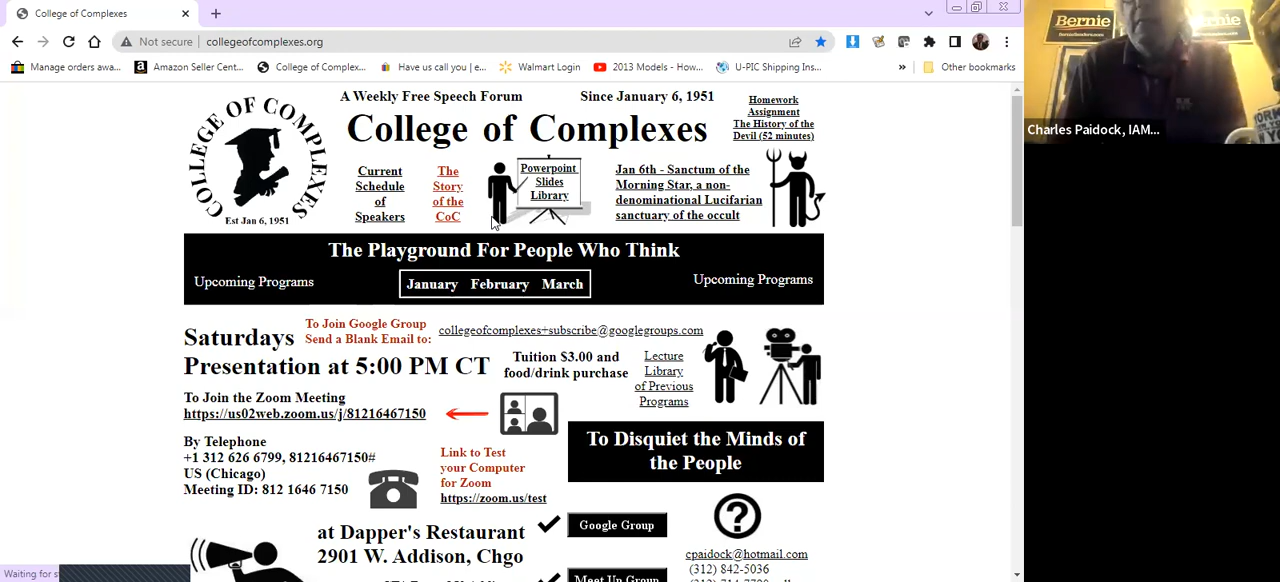 College of Complexes
Not secure
collegeofcomplexes.org
Manage orders awa...
Amazon Seller Cent...
College of Complex...
Have us call you | e...
Walmart Login
2013 Models - How...
U-PIC Shipping Ins...
»
Other bookmarks
Bernie
Charles Paidock, IAM...
A Weekly Free Speech Forum
Since January 6, 1951
College of Complexes
Homework
Assignment
The History of the
Devil (52 minutes)
COLLEGE OF COMPLEXES
Est Jan 6, 1951
Current
Schedule
of
Speakers
The
Story
of the
CoC
Powerpoint
Slides
Library
Jan 6th - Sanctum of the
Morning Star, a non-
denominational Lucifarian
sanctuary of the occult
The Playground For People Who Think
Upcoming Programs
January February March
Upcoming Programs
Saturdays
To Join Google Group
Send a Blank Email to:
collegeofcomplexes+subscribe@googlegroups.com
Presentation at 5:00 PM CT
Tuition $3.00 and
food/drink purchase
Lecture
Library
of Previous
Programs
To Join the Zoom Meeting
https://us02web.zoom.us/j/81216467150
By Telephone
+1 312 626 6799, 81216467150#
US (Chicago)
Meeting ID: 812 1646 7150
Link to Test
your Computer
for Zoom
https://zoom.us/test
To Disquiet the Minds of
the People
at Dapper's Restaurant
2901 W. Addison, Chgo
Google Group
Meet Up Group
cpaidock@hotmail.com
(312) 842-5036
Waiting for s